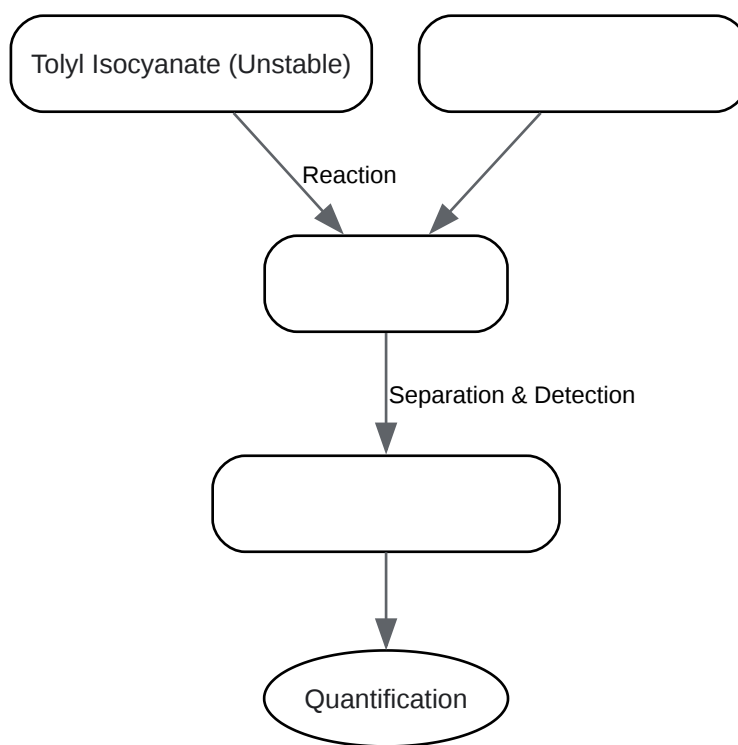 Tolyl Isocyanate (Unstable)
Reaction
Separation & Detection
Quantification